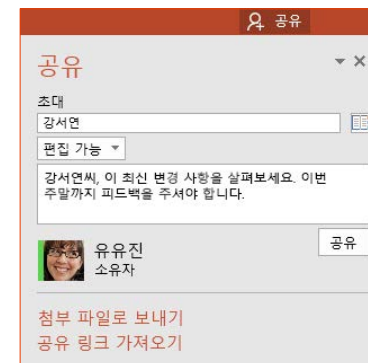 공유
공유
초대
강서연
편집 가능
강서연씨, 이 최신 변경 사항을 살펴보세요. 이번
주말까지 피드백을 주셔야 합니다.
공유
유유진
소유자
첨부 파일로 보내기
공유 링크 가져오기